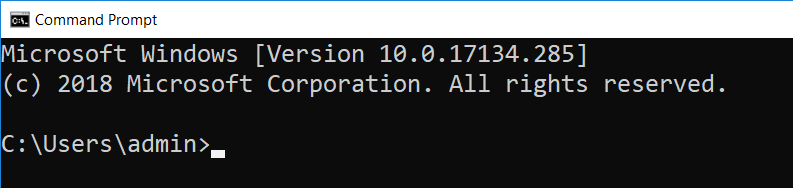 Command Prompt
Microsoft Windows [Version 10.0.17134.285]
(c) 2018 Microsoft Corporation. All rights reserved.
C:\Users\admin>